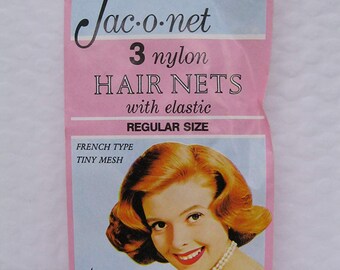 Jac·o·net
3 nylon
HAIR NETS
with elastic
REGULAR SIZE
FRENCH TYPE
TINY MESH